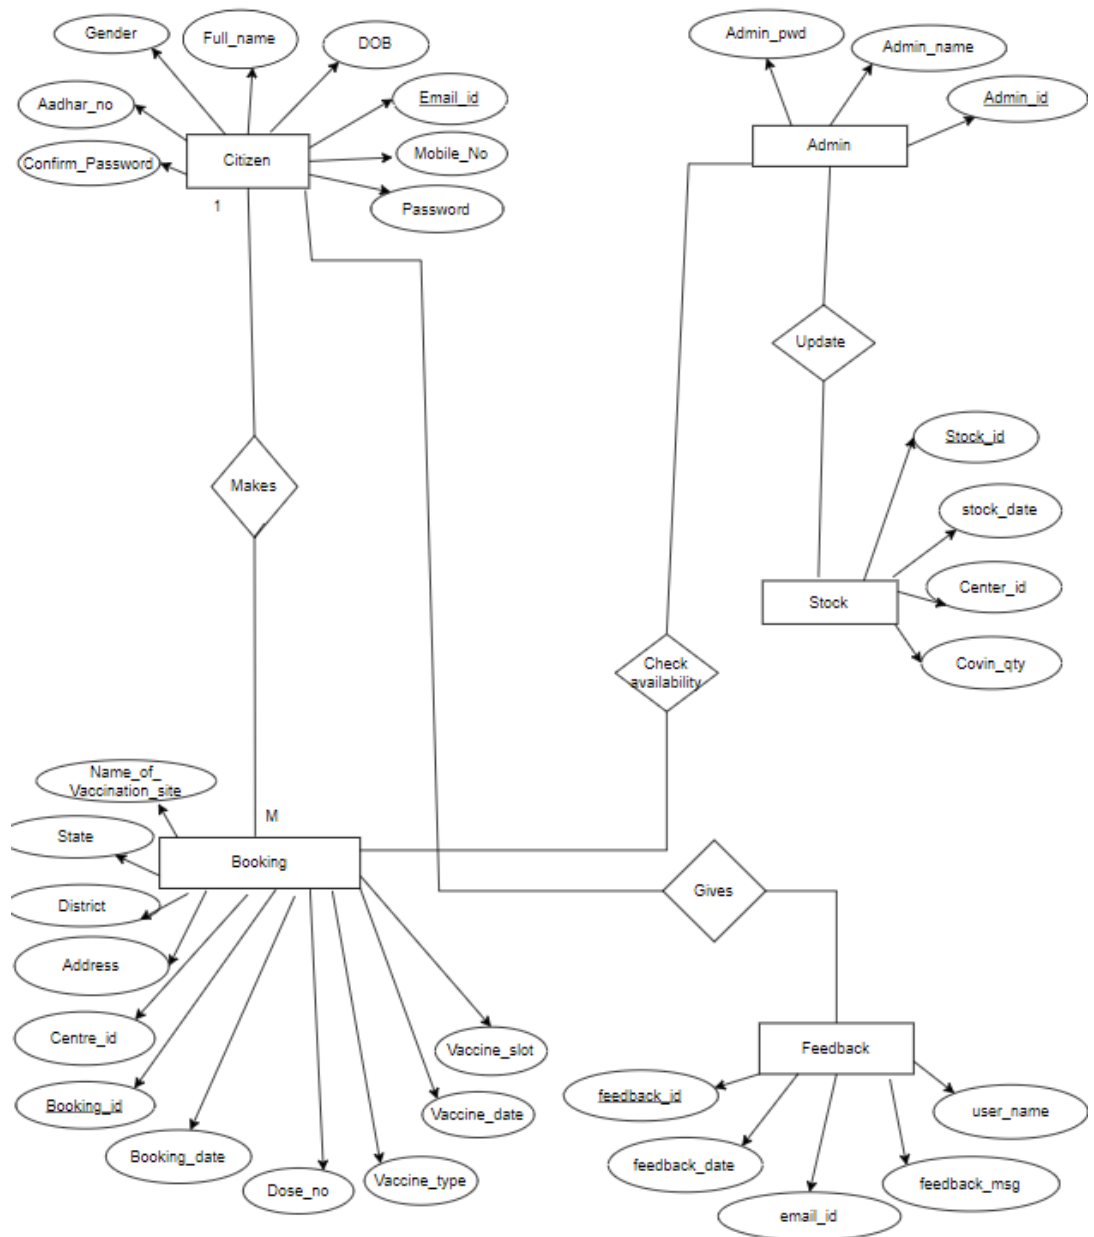 Gender
Full_name
DOB
Admin_pwd
Admin_name
Aadhar_no
Email_id
Admin_id
Confirm_Password
Citizen
Mobile_No
Admin
1
Password
Update
Stock_id
Makes
stock_date
Center_id
Stock
Check
availability
Covin_qty
Name_of_
Vaccination_site
M
State
Booking
District
Gives
Address
Centre_id
Vaccine_slot
Feedback
Booking_id
Vaccine_date
feedback_id
user_name
Booking_date
feedback_date
Dose_no
Vaccine_type
feedback_msg
email_id